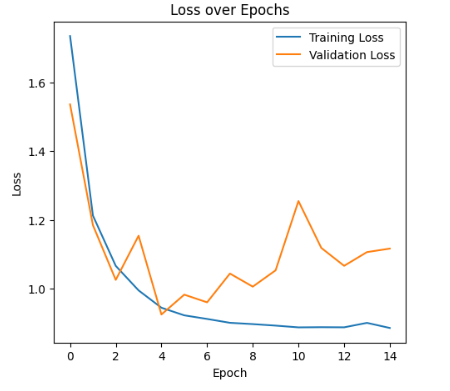 Loss over Epochs
Training Loss
Validation Loss
1.6
1.4
1.2
1.0
Loss
0 2 4 6 8 10 12 14
Epoch